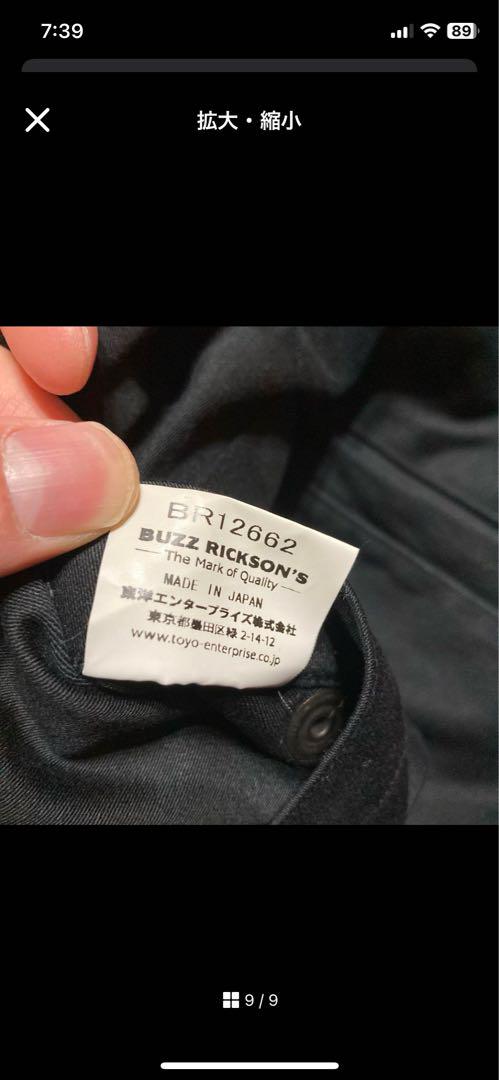 7:39
89
拡大・縮小
BR12662
BUZZ RICKSON'S
The Mark of Quality
MADE IN JAPAN
東洋エンタープライズ株式会社
東京都墨田区緑 2-14-12
www.toyo-enterprise.co.jp
9 / 9